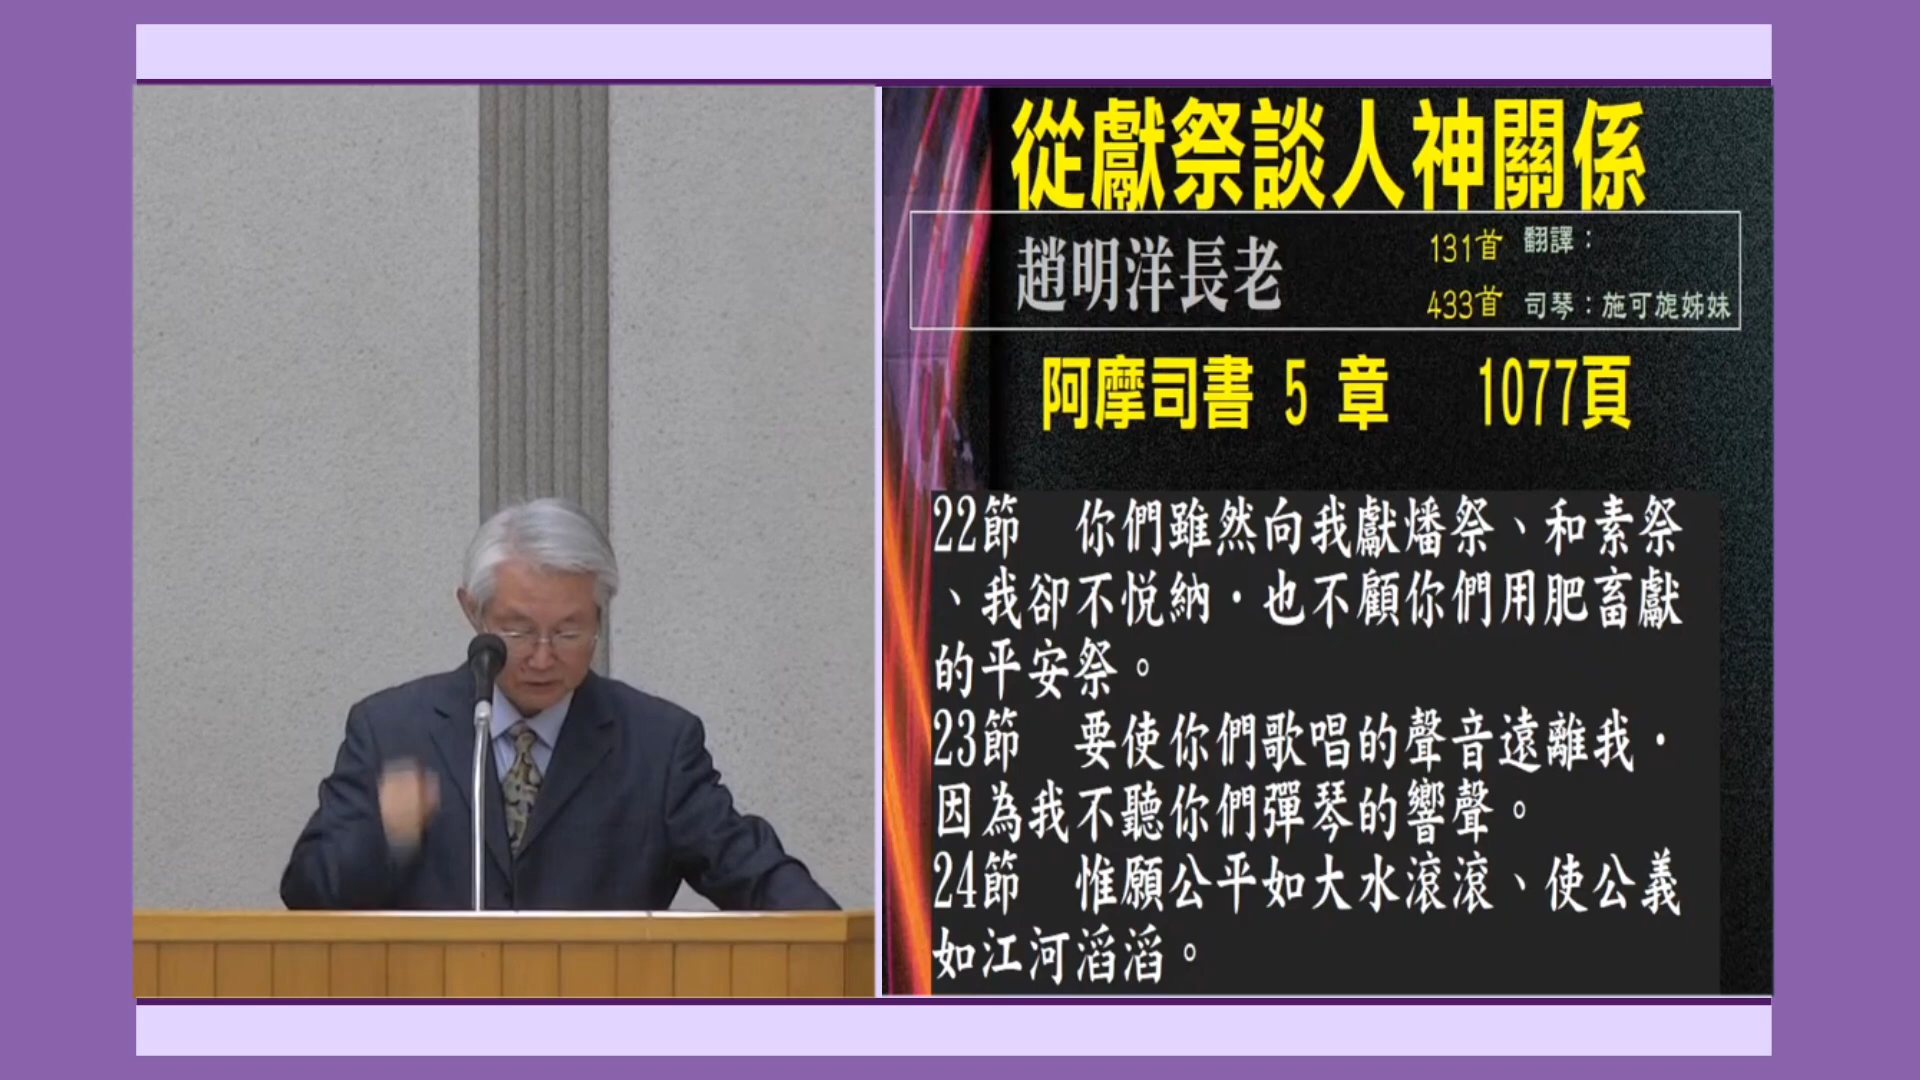 從獻祭談人神關係
趙明洋長老
131首 翻譯：
433首 司琴：施可旎姊妹
阿摩司書 5 章 1077頁
22節 你們雖然向我獻燔祭、和素祭
、我卻不悅納．也不顧你們用肥畜獻
的平安祭。
23節 要使你們歌唱的聲音遠離我．
因為我不聽你們彈琴的響聲。
24節 惟願公平如大水滾滾、使公義
如江河滔滔。